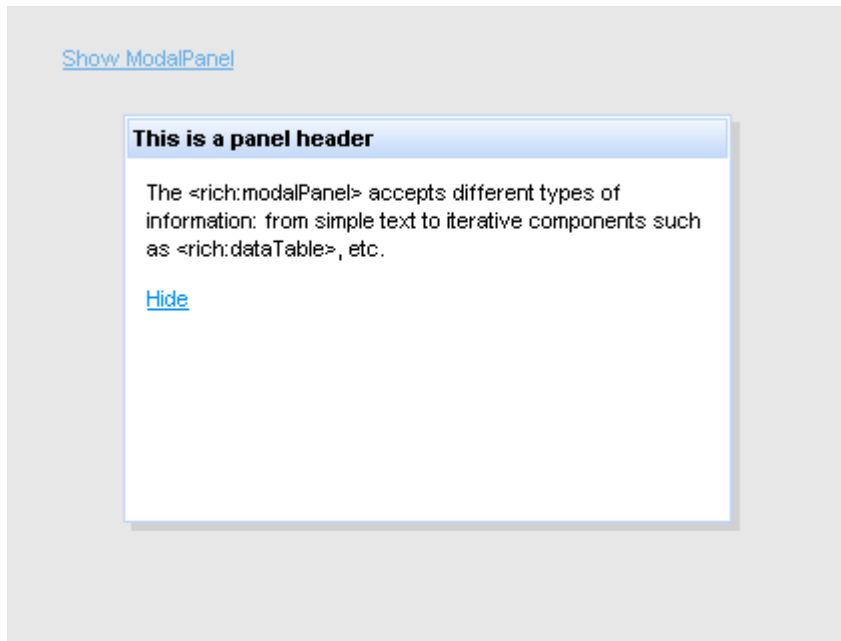 Show ModalPanel
This is a panel header
The <rich:modalPanel> accepts different types of
information: from simple text to iterative components such
as <rich:dataTable>, etc.
Hide